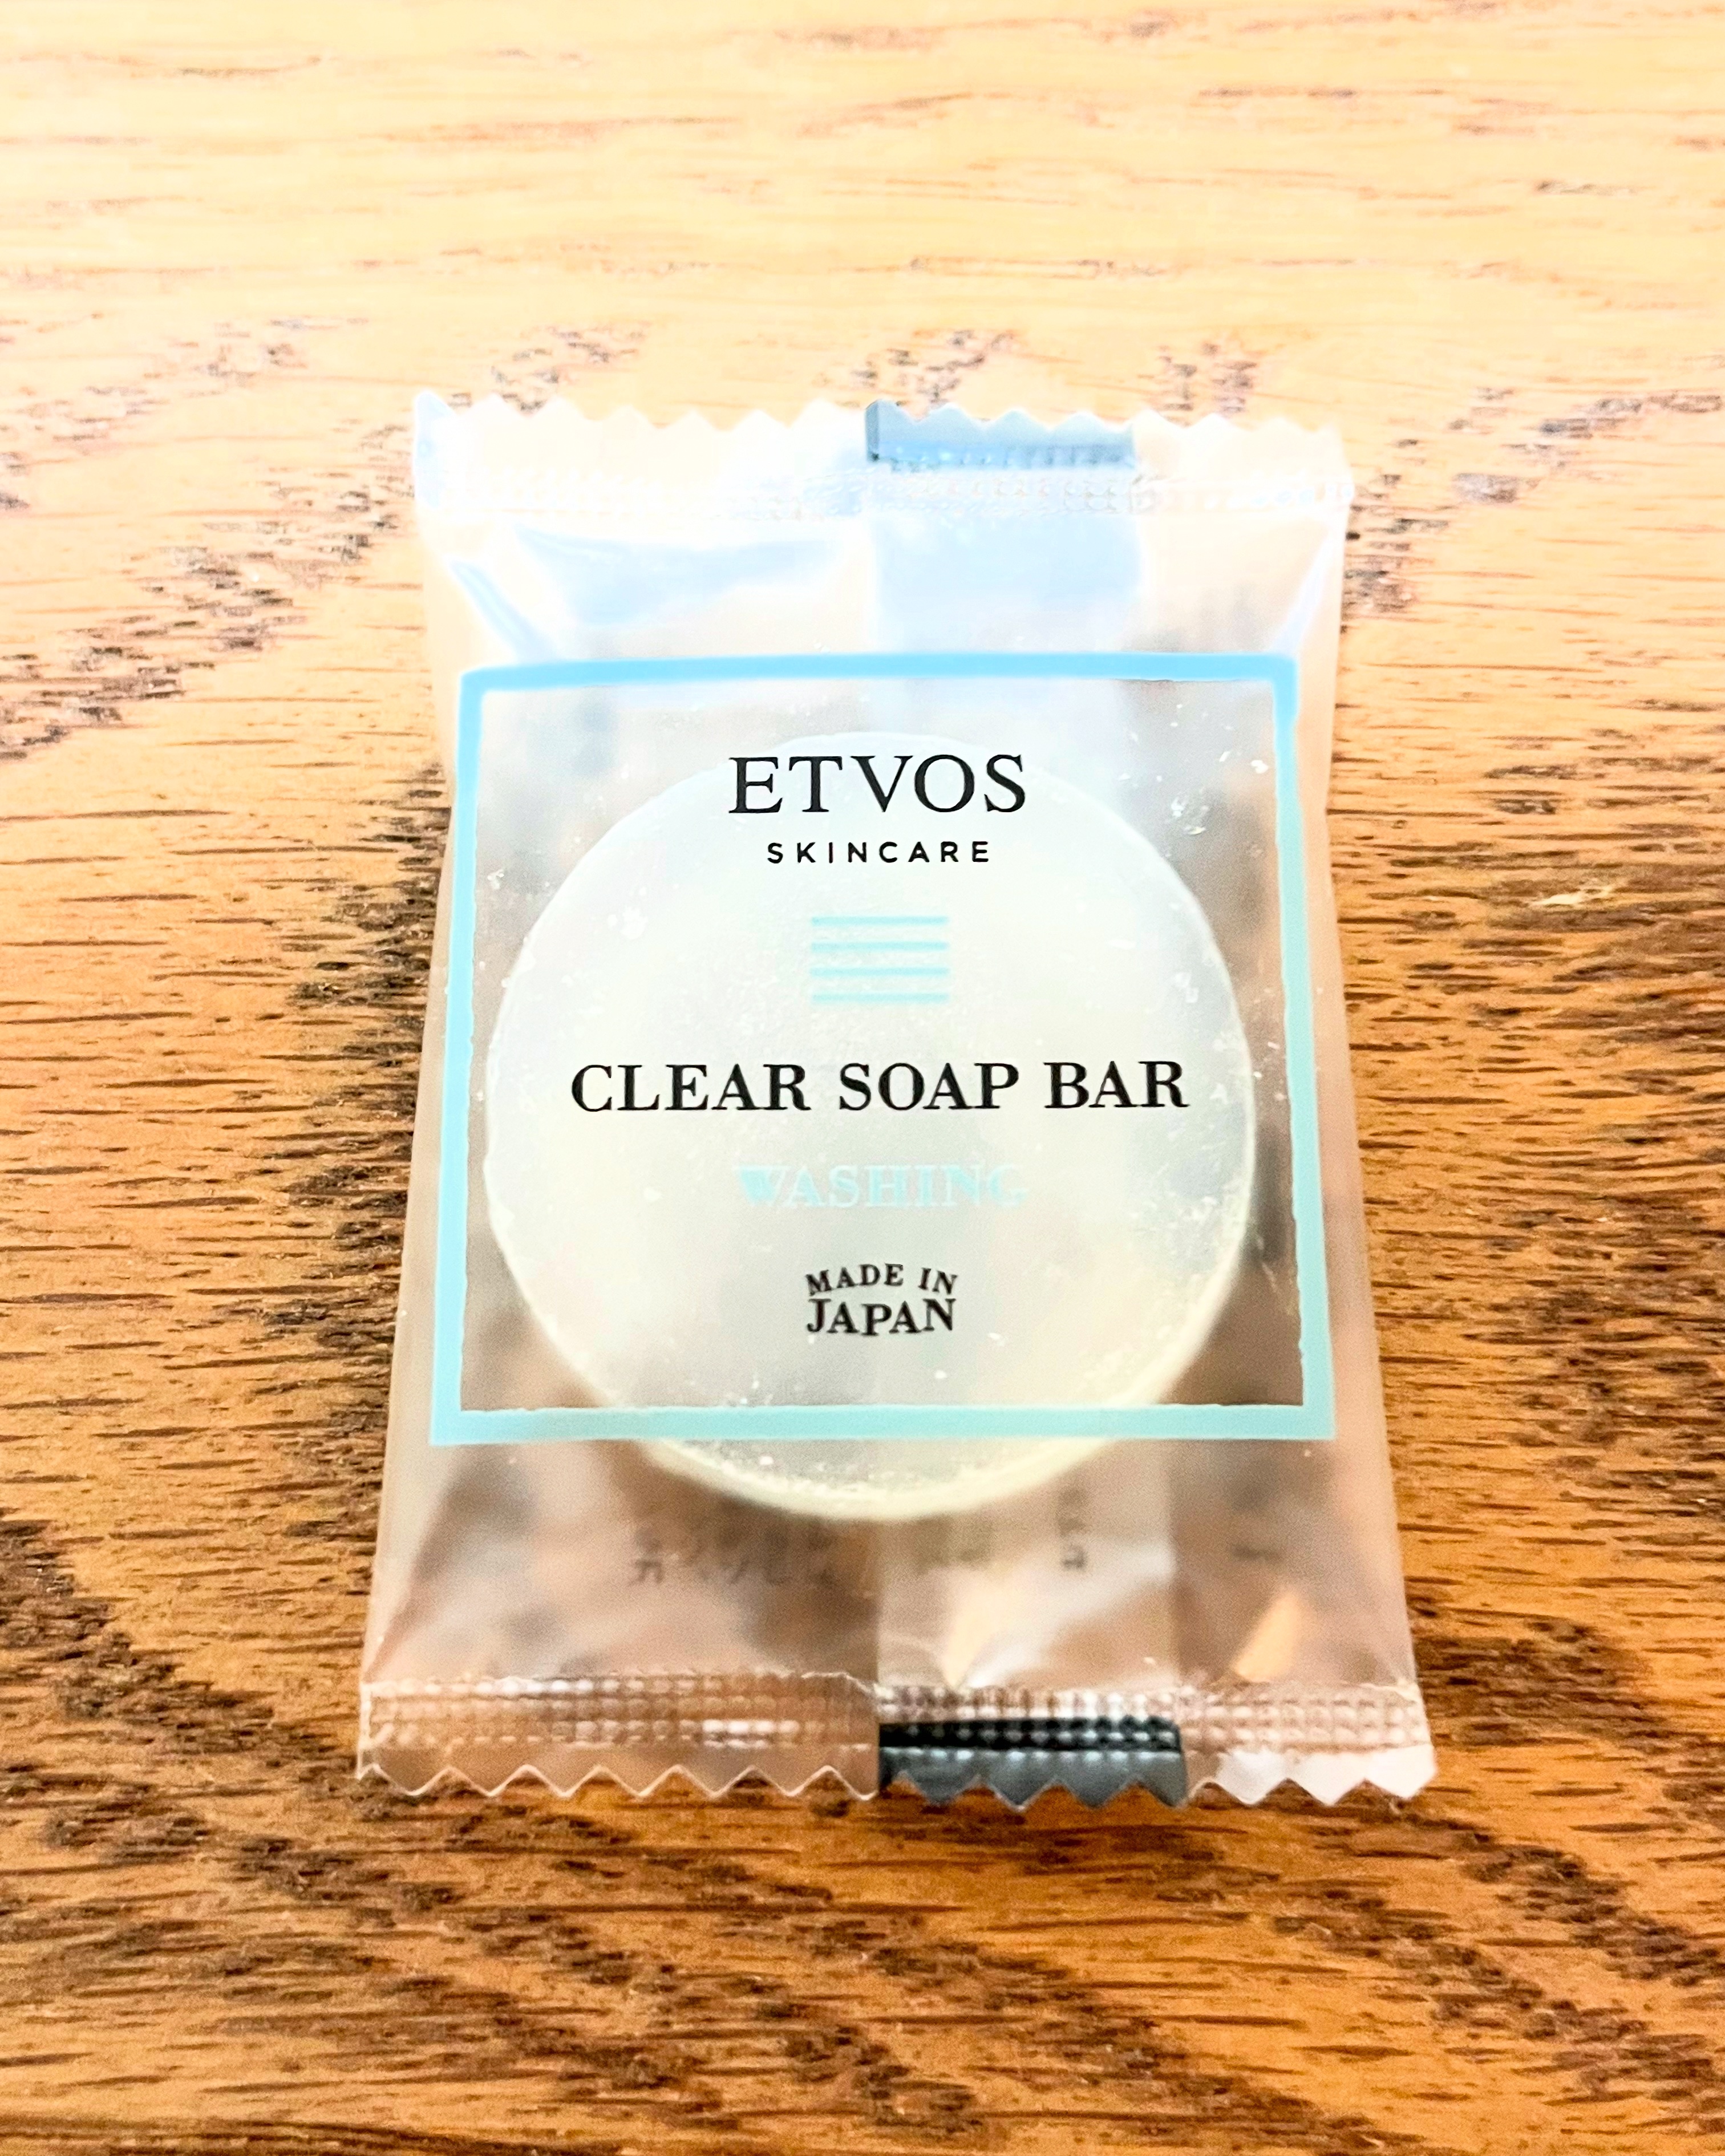 ETVOS
SKINCARE
CLEAR SOAP BAR
WASHING
MADE IN
JAPAN